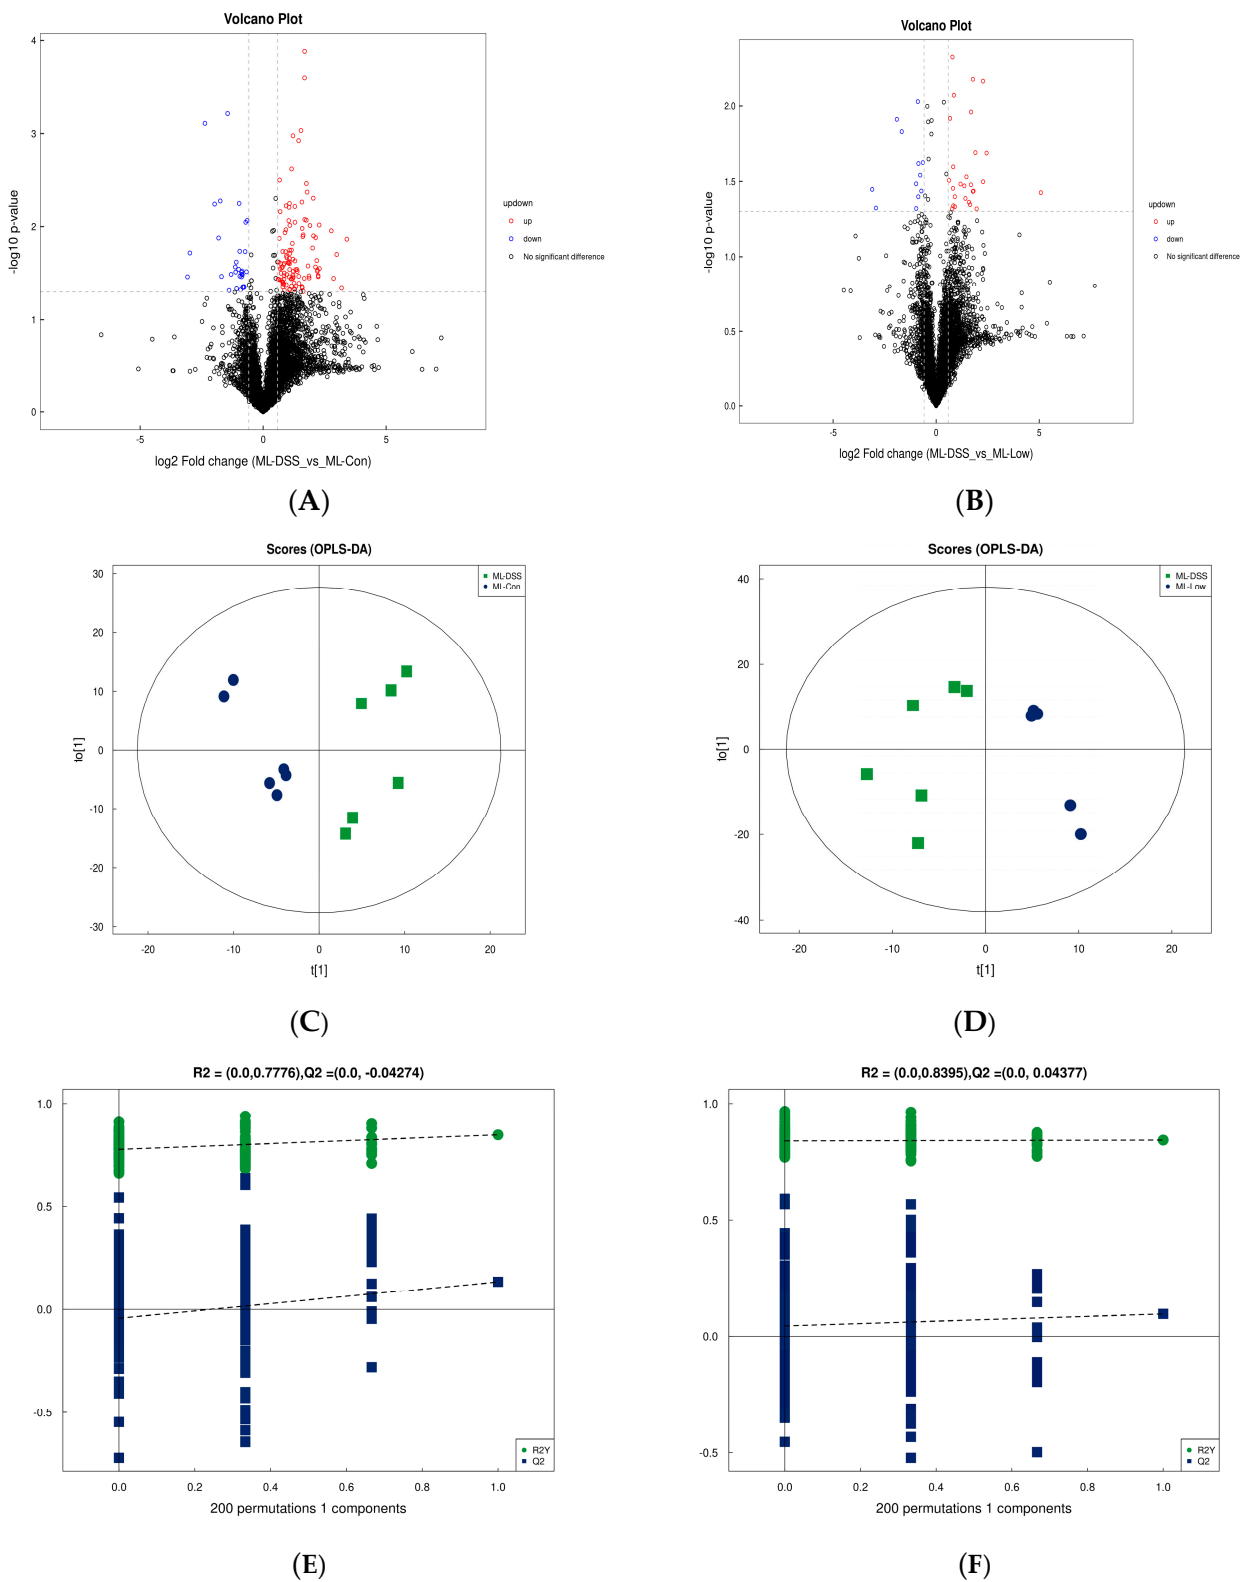 Volcano Plot
4
3
2
1
0
-log10 p-value
-5
0
5
log2 Fold change (ML-DSS_vs_ML-Con)
updown
up
down
No significant difference
(A)
Volcano Plot
2.0
1.5
1.0
0.5
0.0
-log10 p-value
-5
0
5
log2 Fold change (ML-DSS_vs_ML-Low)
updown
up
down
No significant difference
(B)
Scores (OPLS-DA)
ML-DSS
ML-Con
30
20
10
0
-10
-20
-30
to[1]
-20
-10
0
10
20
t[1]
(C)
Scores (OPLS-DA)
ML-DSS
ML-Low
40
20
0
-20
-40
to[1]
-20
-10
0
10
20
t[1]
(D)
R2 = (0.0,0.7776),Q2 =(0.0, -0.04274)
1.0
0.5
0.0
-0.5
R2Y
Q2
0.0
0.2
0.4
0.6
0.8
1.0
200 permutations 1 components
(E)
R2 = (0.0,0.8395),Q2 =(0.0, 0.04377)
1.0
0.5
0.0
-0.5
R2Y
Q2
0.0
0.2
0.4
0.6
0.8
1.0
200 permutations 1 components
(F)